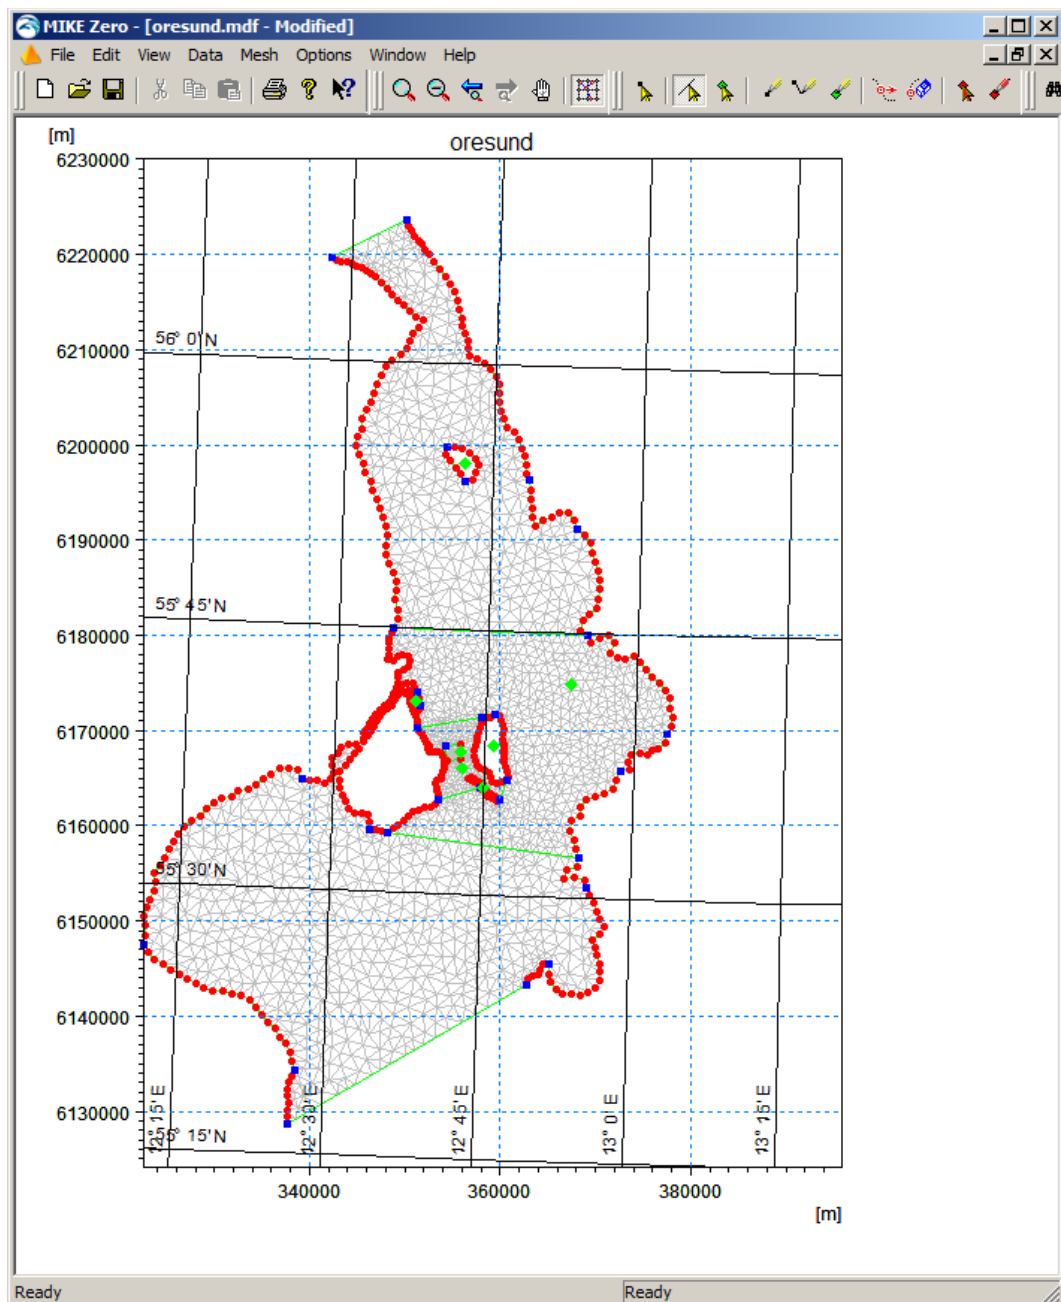 MIKE Zero - [oresund.mdf - Modified]
File Edit View Data Mesh Options Window Help
[m]
oresund
6230000
6220000
6210000
56° 0' N
6200000
6190000
6180000
55° 45' N
6170000
6160000
55° 30' N
6150000
6140000
6130000
12° 15' E
12° 30' E
12° 45' E
13° 0' E
13° 15' E
55° 15' N
340000 360000 380000
[m]
Ready Ready